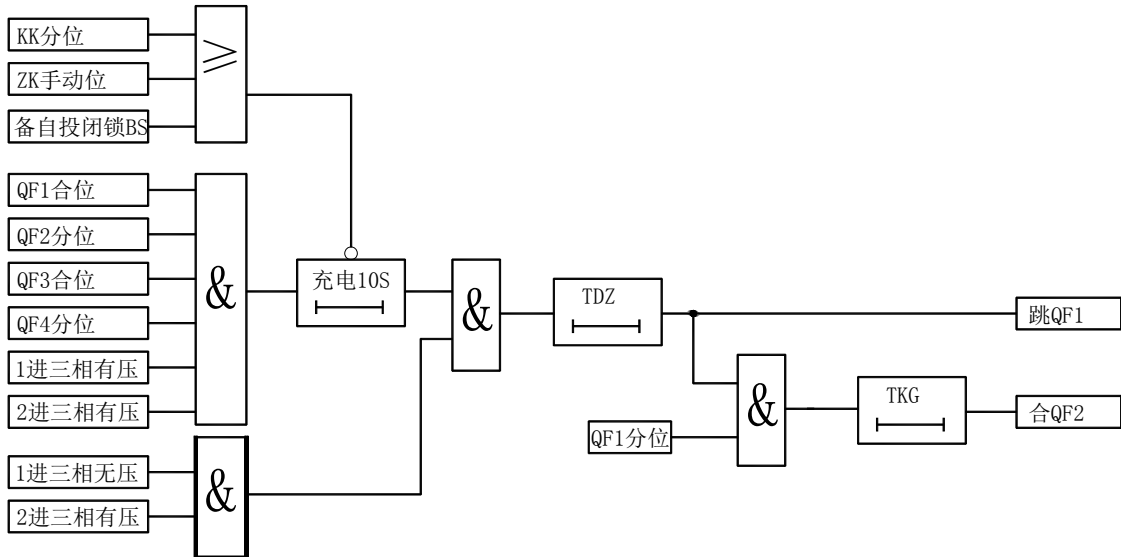 KK分位
ZK手动位
备自投闭锁BS
≥
QF1合位
QF2分位
QF3合位
QF4分位
1进三相有压
2进三相有压
&
充电10S
&
TDZ
跳QF1
QF1分位
&
TKG
合QF2
1进三相无压
2进三相有压
&